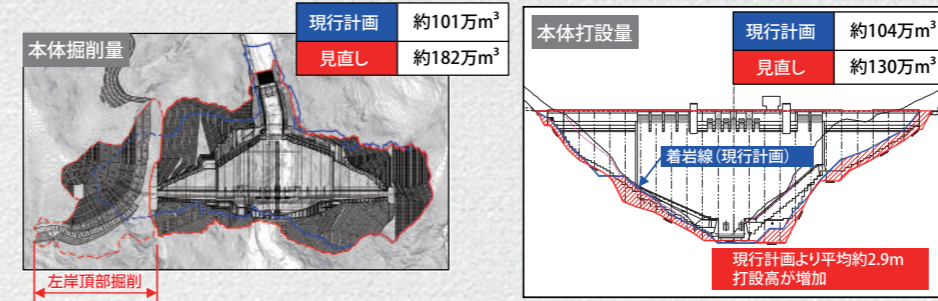 本体掘削量
現行計画 約101万m³
見直し 約182万m³
左岸頂部掘削
本体打設量
現行計画 約104万m³
見直し 約130万m³
着岩線(現行計画)
現行計画より平均約2.9m
打設高が増加